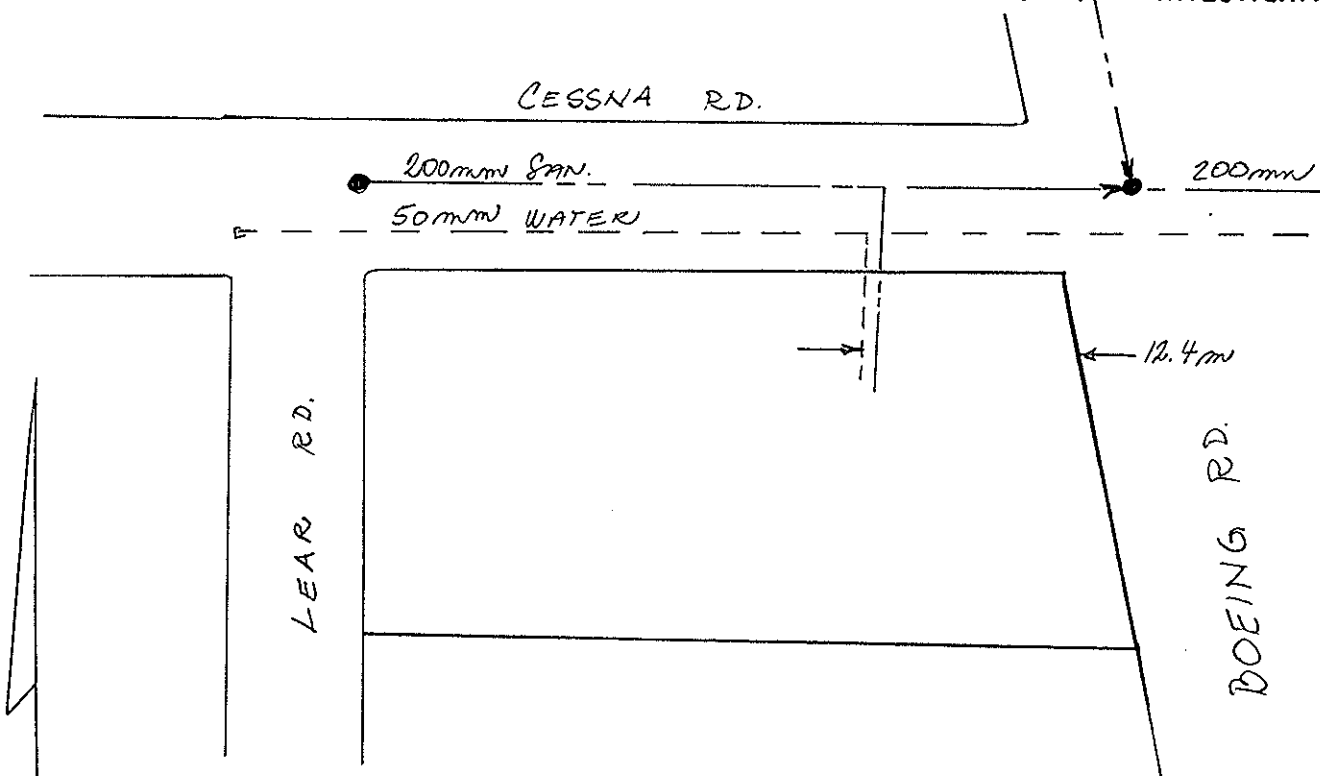 CESSNA RD.
200mm SAN.
200mm
50mm WATER
12.4m
LEAR RD.
BOEING RD.